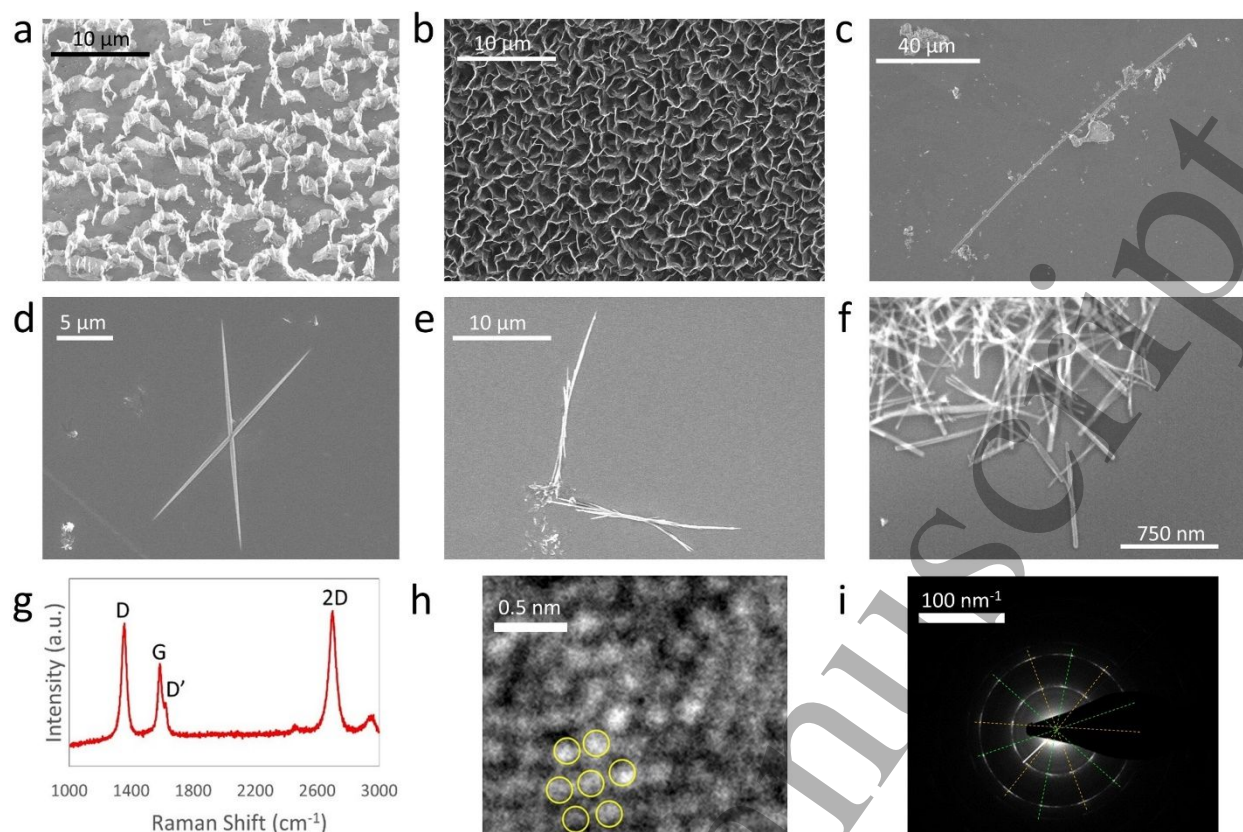 a
10 µm
b
10 µm
c
40 µm
d
5 µm
e
10 µm
f
750 nm
g
D
G
D'
2D
Intensity (a.u.)
1000 1400 1800 2200 2600 3000
Raman Shift (cm⁻¹)
h
0.5 nm
i
100 nm⁻¹
nuscript